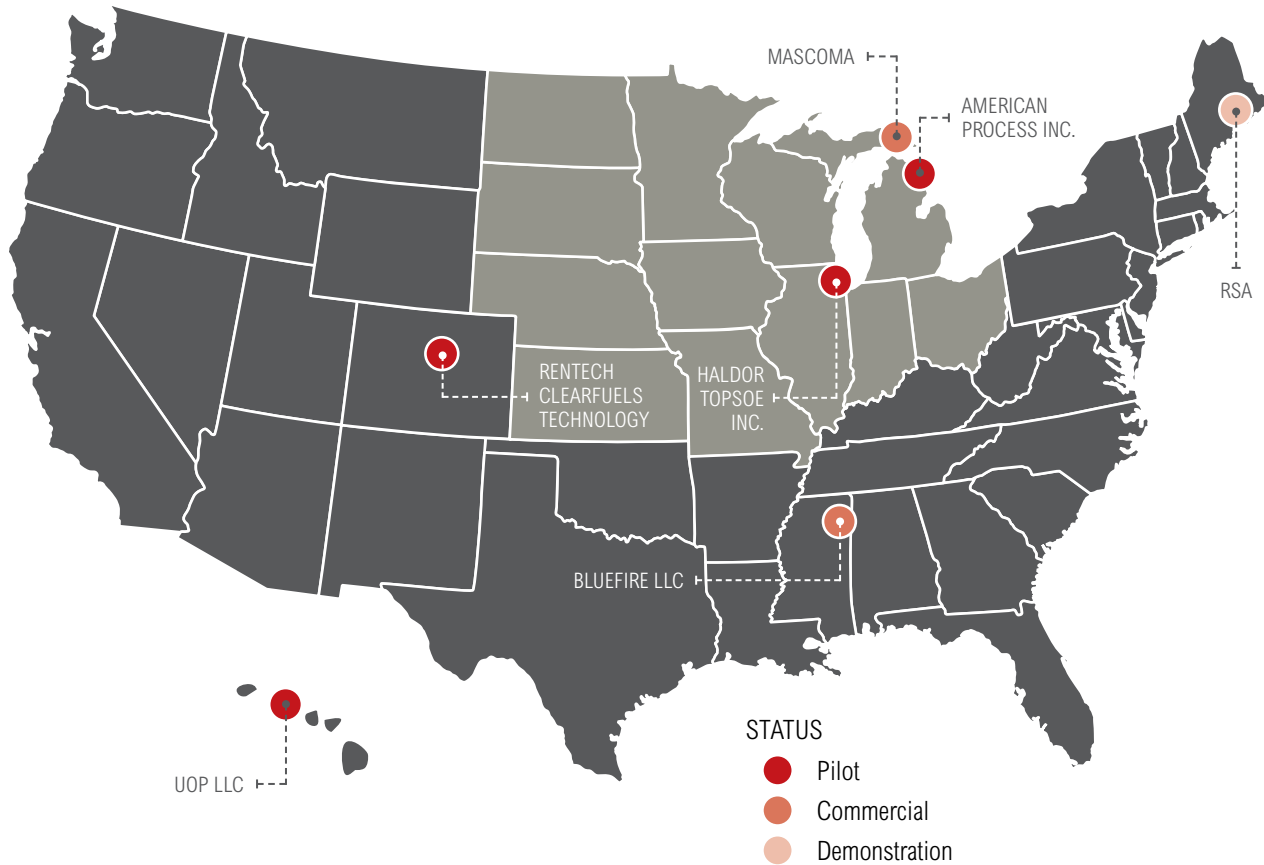 MASCOMA
AMERICAN
PROCESS INC.
RSA
RENTECH
CLEARFUELS
TECHNOLOGY
HALDOR
TOPSOE
INC.
BLUEFIRE LLC
UOP LLC
STATUS
Pilot
Commercial
Demonstration